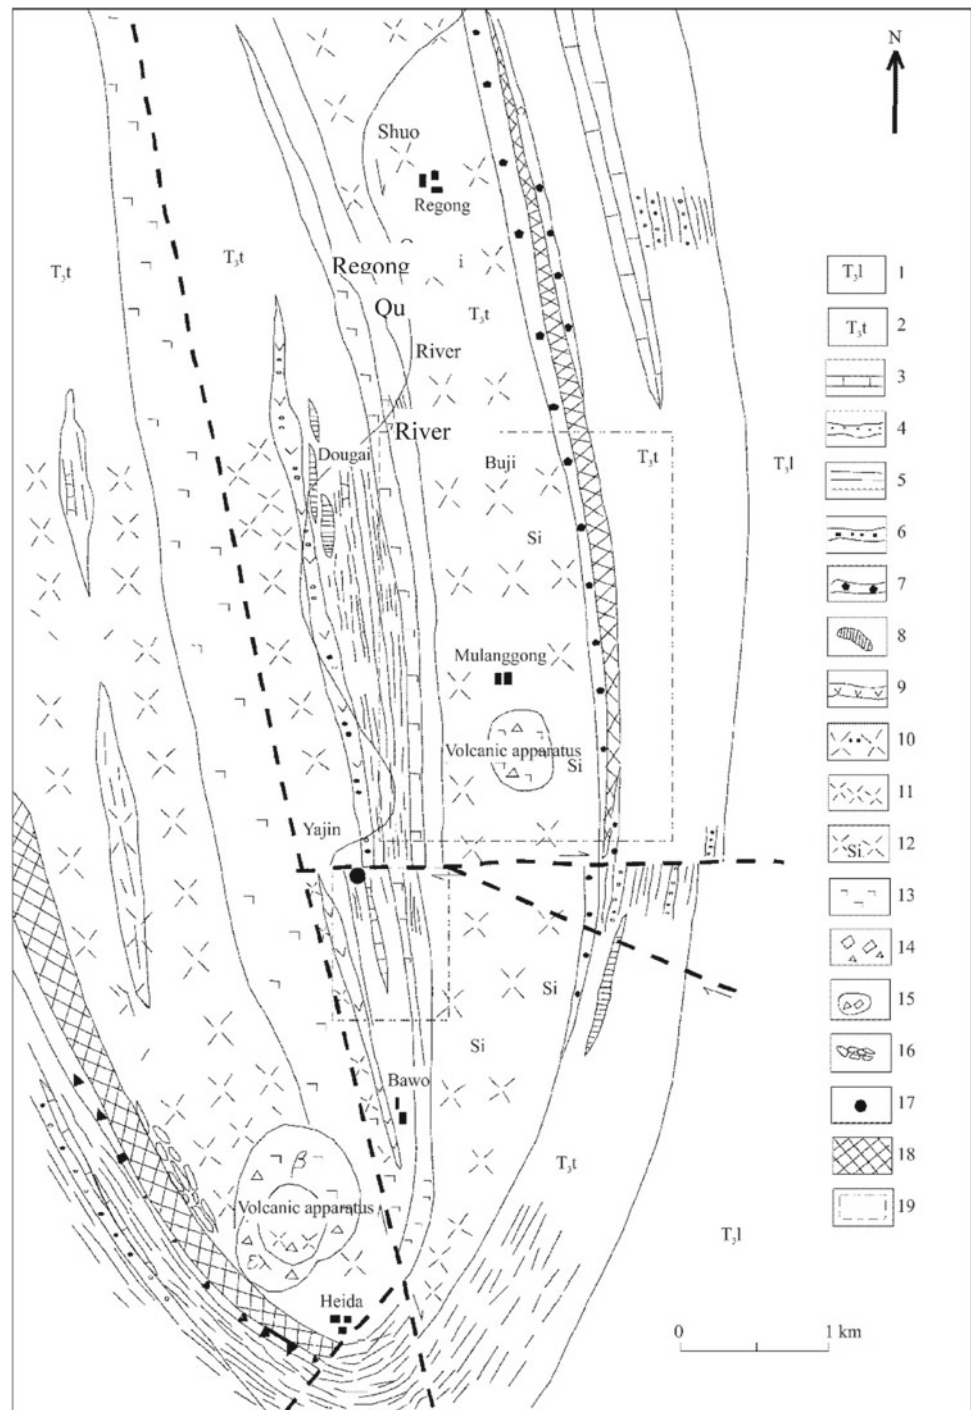 N
Shuo
Regong
T₃t
T₃t
Regong
i
Qu
T₃t
River
River
Dougai
Buji
T₃t
T₃l
Si
Mulanggong
Volcanic apparatus
Si
Yajin
Si
Si
Bawo
T₃t
β
Volcanic apparatus
T₃l
Heida
0 1 km
T₃l 1
T₃t 2
3
4
5
6
7
8
9
10
11
Si 12
13
14
15
16
17
18
19